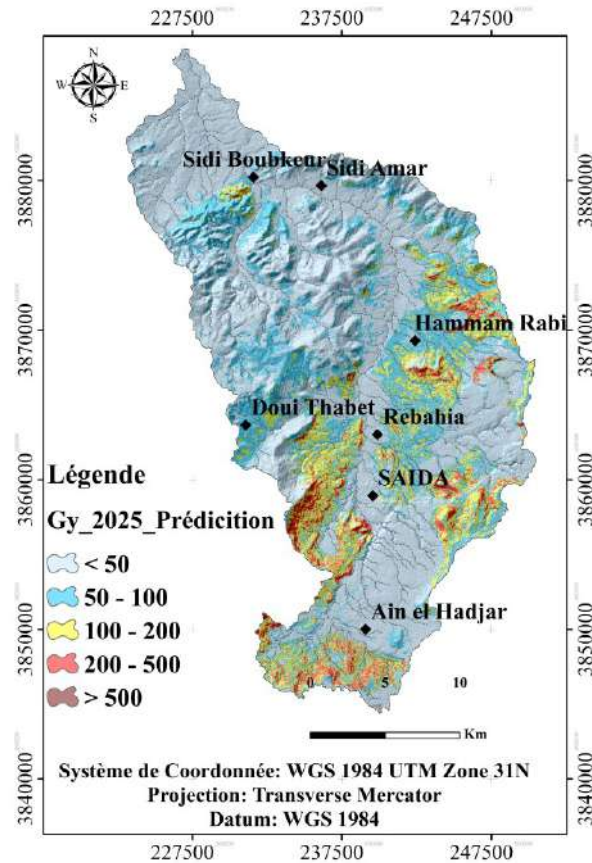 227500 237500 247500
N
W E
S
3880000 3880000
Sidi Boubkeur
Sidi Amar
3870000 3870000
Hammam Rabi
Doui Thabet
Rebahia
3860000 3860000
Légende
SAIDA
Gy_2025_Prédicition
< 50
50 - 100
100 - 200
200 - 500
> 500
Ain el Hadjar
3850000 3850000
0 5 10
Km
Système de Coordonnée: WGS 1984 UTM Zone 31N
Projection: Transverse Mercator
Datum: WGS 1984
3840000 3840000
227500 237500 247500